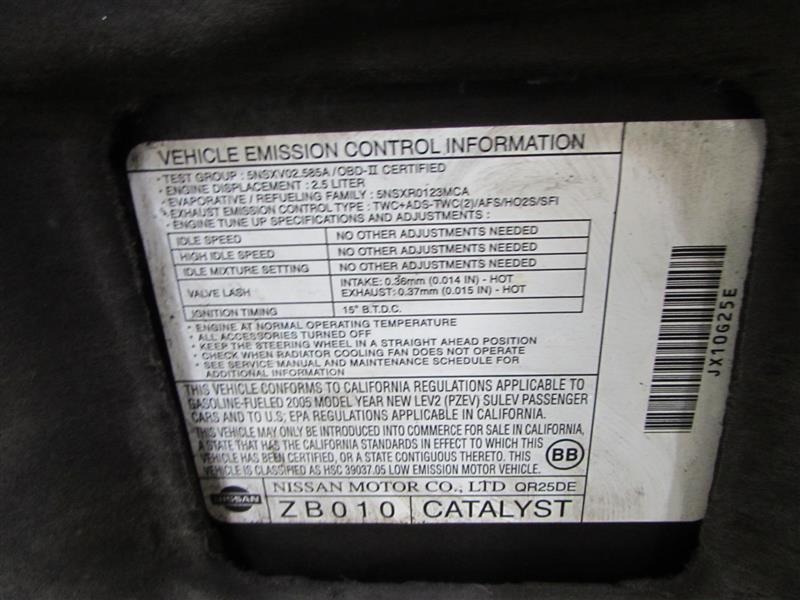 VEHICLE EMISSION CONTROL INFORMATION
· TEST GROUP : 5NSXV02.585A / OBD-II CERTIFIED
· ENGINE DISPLACEMENT : 2.5 LITER
· EVAPORATIVE / REFUELING FAMILY : 5NSXR0123MCA
· EXHAUST EMISSION CONTROL TYPE : TWC+ADS-TWC(2)/AFS/HO2S/SFI
· ENGINE TUNE UP SPECIFICATIONS AND ADJUSTMENTS
IDLE SPEED NO OTHER ADJUSTMENTS NEEDED
HIGH IDLE SPEED NO OTHER ADJUSTMENTS NEEDED
IDLE MIXTURE SETTING NO OTHER ADJUSTMENTS NEEDED
VALVE LASH INTAKE: 0.36mm (0.014 IN) - HOT
EXHAUST: 0.37mm (0.015 IN) - HOT
IGNITION TIMING 15° B.T.D.C.
· ENGINE AT NORMAL OPERATING TEMPERATURE
· ALL ACCESSORIES TURNED OFF
· KEEP THE STEERING WHEEL IN A STRAIGHT AHEAD POSITION
· CHECK WHEN RADIATOR COOLING FAN DOES NOT OPERATE
· SEE SERVICE MANUAL AND MAINTENANCE SCHEDULE FOR
ADDITIONAL INFORMATION
THIS VEHICLE CONFORMS TO CALIFORNIA REGULATIONS APPLICABLE TO
GASOLINE-FUELED 2005 MODEL YEAR NEW LEV2 (PZEV) SULEV PASSENGER
CARS AND TO U.S; EPA REGULATIONS APPLICABLE IN CALIFORNIA.
THIS VEHICLE MAY ONLY BE INTRODUCED INTO COMMERCE FOR SALE IN CALIFORNIA,
A STATE THAT HAS THE CALIFORNIA STANDARDS IN EFFECT TO WHICH THIS
VEHICLE HAS BEEN CERTIFIED, OR A STATE CONTIGUOUS THERETO. THIS
VEHICLE IS CLASSIFIED AS HSC 39037.05 LOW EMISSION MOTOR VEHICLE.
BB
NISSAN
NISSAN MOTOR CO., LTD QR25DE
ZB010 CATALYST
JX10G25E